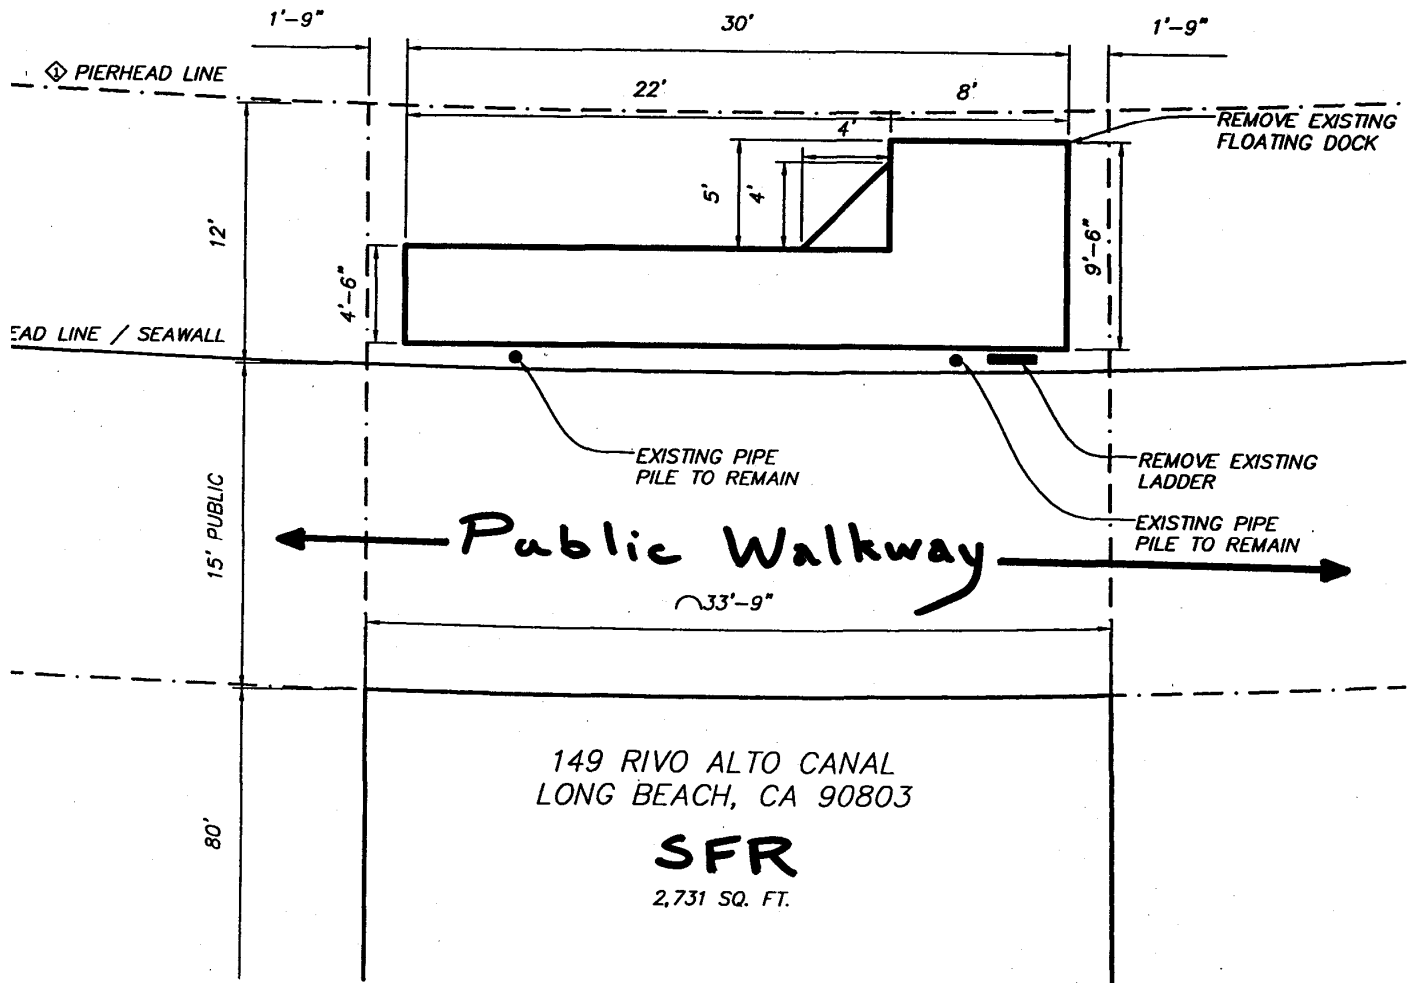 1'-9"
30'
1'-9"
1 PIERHEAD LINE
22'
8'
REMOVE EXISTING
FLOATING DOCK
4'
5'
4'
12'
4'-6"
9'-6"
EAD LINE / SEAWALL
EXISTING PIPE
PILE TO REMAIN
REMOVE EXISTING
LADDER
15' PUBLIC
EXISTING PIPE
PILE TO REMAIN
Public Walkway
33'-9"
149 RIVO ALTO CANAL
LONG BEACH, CA 90803
80'
SFR
2,731 SQ. FT.